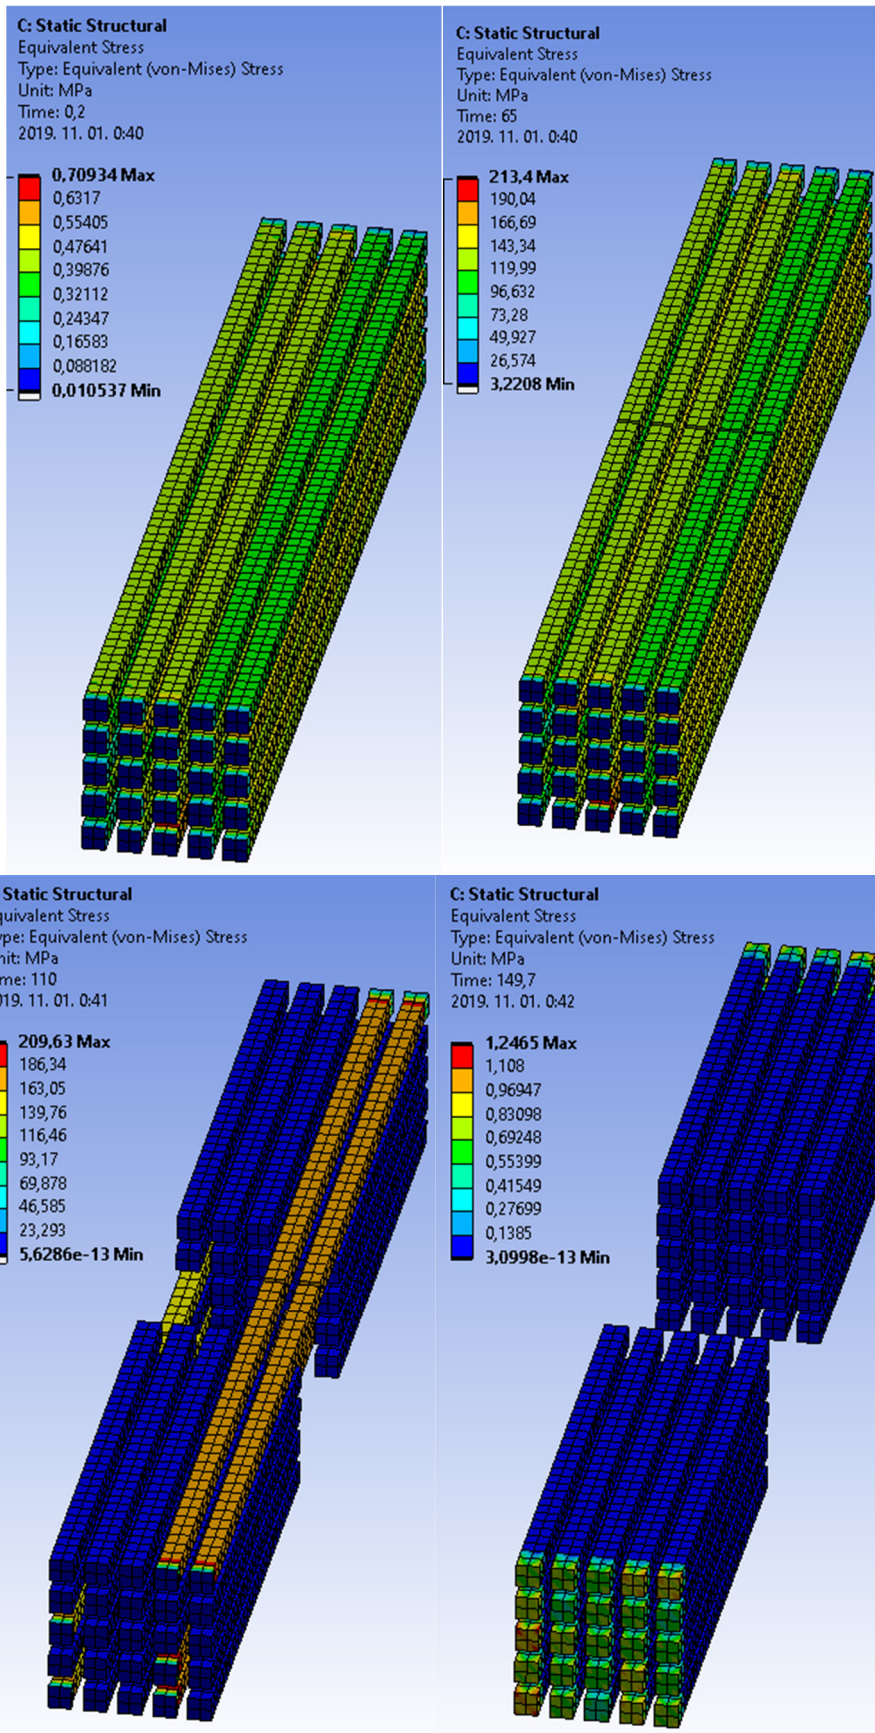 C: Static Structural
Equivalent Stress
Type: Equivalent (von-Mises) Stress
Unit: MPa
Time: 0,2
2019. 11. 01. 0:40
0,70934 Max
0,6317
0,55405
0,47641
0,39876
0,32112
0,24347
0,16583
0,088182
0,010537 Min
C: Static Structural
Equivalent Stress
Type: Equivalent (von-Mises) Stress
Unit: MPa
Time: 65
2019. 11. 01. 0:40
213,4 Max
190,04
166,69
143,34
119,99
96,632
73,28
49,927
26,574
3,2208 Min
Static Structural
quivalent Stress
ype: Equivalent (von-Mises) Stress
nit: MPa
me: 110
019. 11. 01. 0:41
209,63 Max
186,34
163,05
139,76
116,46
93,17
69,878
46,585
23,293
5,6286e-13 Min
C: Static Structural
Equivalent Stress
Type: Equivalent (von-Mises) Stress
Unit: MPa
Time: 149,7
2019. 11. 01. 0:42
1,2465 Max
1,108
0,96947
0,83098
0,69248
0,55399
0,41549
0,27699
0,1385
3,0998e-13 Min